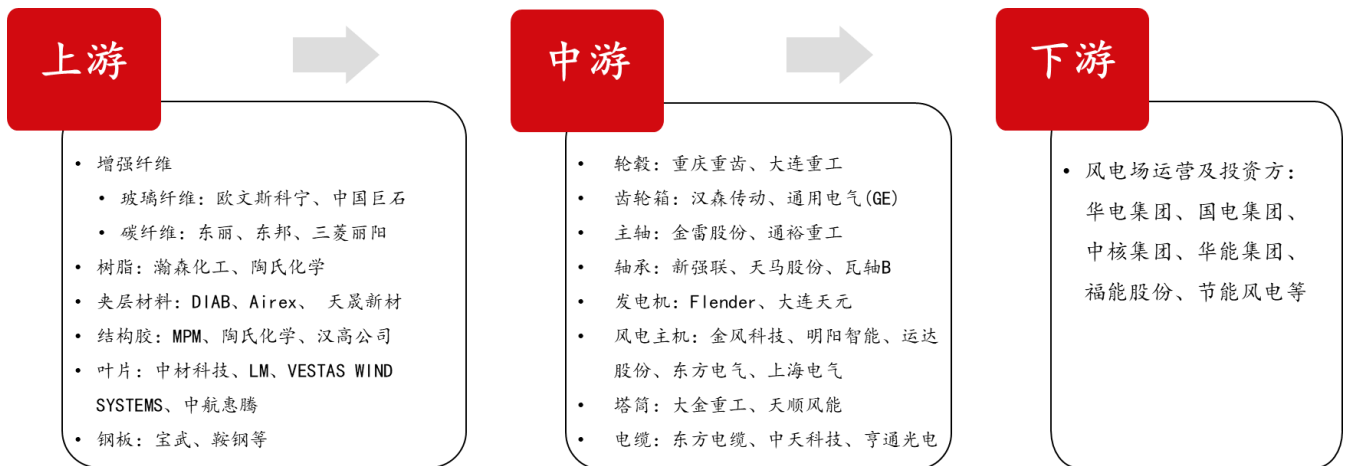 上游
• 增强纤维
• 玻璃纤维：欧文斯科宁、中国巨石
• 碳纤维：东丽、东邦、三菱丽阳
• 树脂：瀚森化工、陶氏化学
• 夹层材料：DIAB、Airex、 天晟新材
• 结构胶：MPM、陶氏化学、汉高公司
• 叶片：中材科技、LM、VESTAS WIND
SYSTEMS、中航惠腾
• 钢板：宝武、鞍钢等
中游
• 轮毂：重庆重齿、大连重工
• 齿轮箱：汉森传动、通用电气(GE)
• 主轴：金雷股份、通裕重工
• 轴承：新强联、天马股份、瓦轴B
• 发电机：Flender、大连天元
• 风电主机：金风科技、明阳智能、运达
股份、东方电气、上海电气
• 塔筒：大金重工、天顺风能
• 电缆：东方电缆、中天科技、亨通光电
下游
• 风电场运营及投资方：
华电集团、国电集团、
中核集团、华能集团、
福能股份、节能风电等